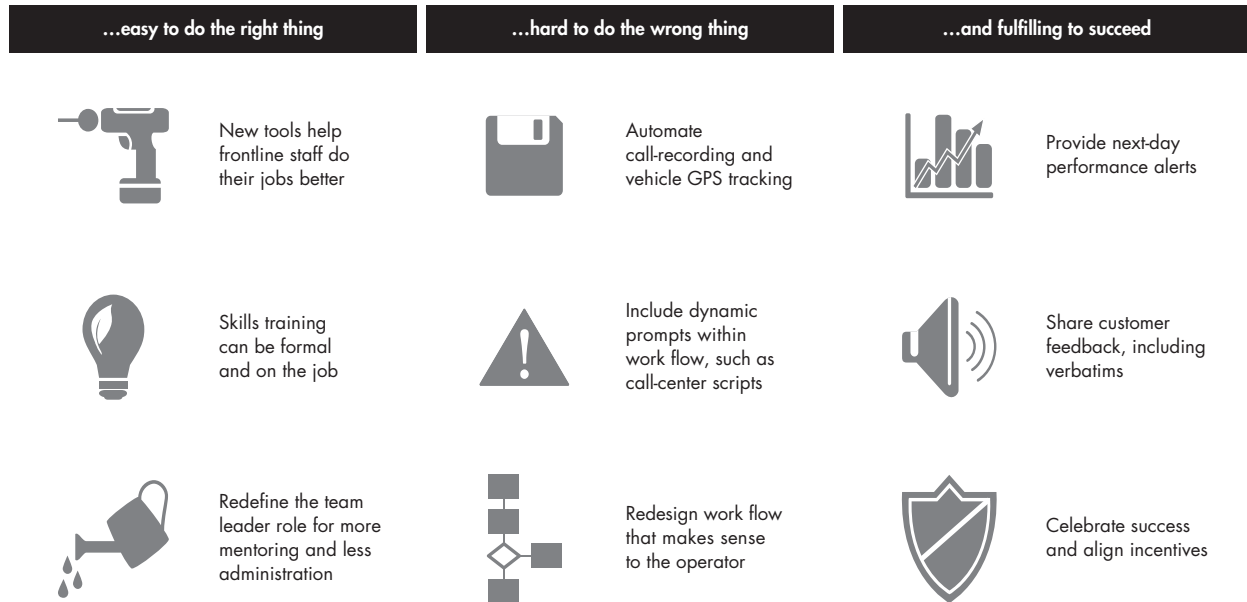 …easy to do the right thing
…hard to do the wrong thing
…and fulfilling to succeed
New tools help
frontline staff do
their jobs better
Automate
call-recording and
vehicle GPS tracking
Provide next-day
performance alerts
Skills training
can be formal
and on the job
Include dynamic
prompts within
work flow, such as
call-center scripts
Share customer
feedback, including
verbatims
Redefine the team
leader role for more
mentoring and less
administration
Redesign work flow
that makes sense
to the operator
Celebrate success
and align incentives